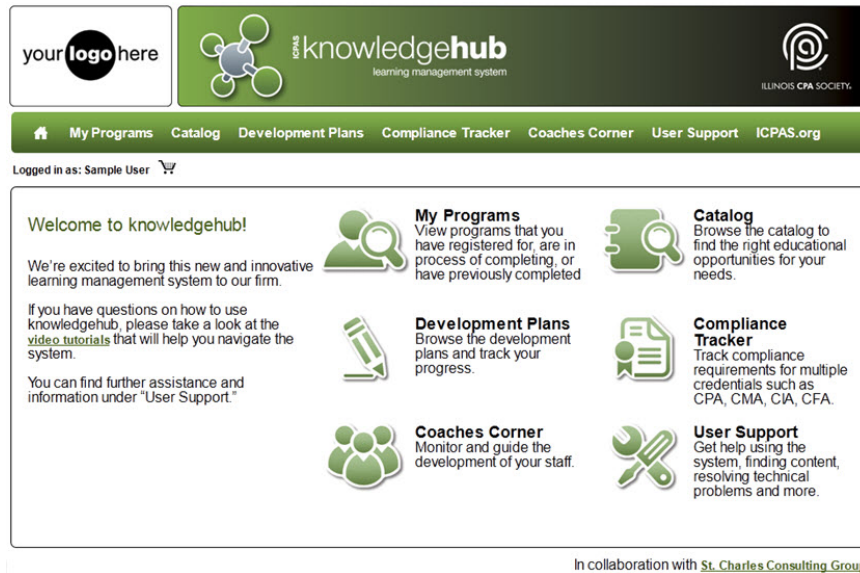 your logo here
ICPAS knowledgehub
learning management system
ILLINOIS CPA SOCIETY.
My Programs Catalog Development Plans Compliance Tracker Coaches Corner User Support ICPAS.org
Logged in as: Sample User
Welcome to knowledgehub!
We're excited to bring this new and innovative
learning management system to our firm.
If you have questions on how to use
knowledgehub, please take a look at the
video tutorials that will help you navigate the
system.
You can find further assistance and
information under “User Support.”
My Programs
View programs that you
have registered for, are in
process of completing, or
have previously completed
Catalog
Browse the catalog to
find the right educational
opportunities for your
needs.
Development Plans
Browse the development
plans and track your
progress.
Compliance
Tracker
Track compliance
requirements for multiple
credentials such as
CPA, CMA, CIA, CFA.
Coaches Corner
Monitor and guide the
development of your staff.
User Support
Get help using the
system, finding content,
resolving technical
problems and more.
In collaboration with St. Charles Consulting Group